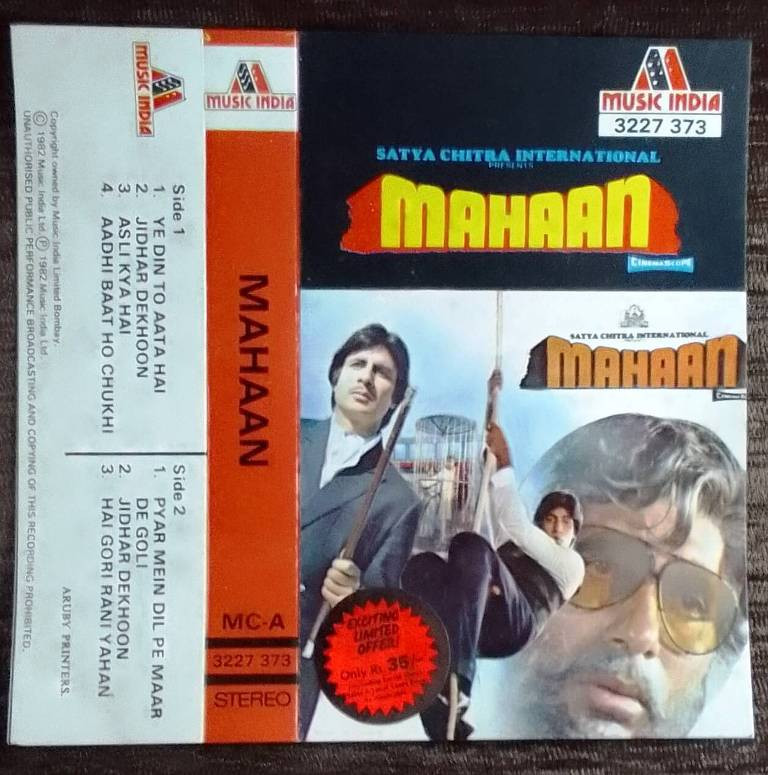 MUSIC INDIA
Side 1
1. YE DIN TO AATA HAI
2. JIDHAR DEKHOON
3. ASLI KYA HAI
4. AADHI BAAT HO CHUKHI
Side 2
1. PYAR MEIN DIL PE MAAR
DE GOLI
2. JIDHAR DEKHOON
3. HAI GORI RANI YAHAN
Copyright owned by Music India Limited Bombay.
© 1982 Music India Ltd. Ⓟ 1982 Music India Ltd.
UNAUTHORISED PUBLIC PERFORMANCE BROADCASTING AND COPYING OF THIS RECORDING PROHIBITED.
ARUBY PRINTERS.
MUSIC INDIA
MAHAAN
MC-A
3227 373
STEREO
MUSIC INDIA
3227 373
SATYA CHITRA INTERNATIONAL
PRESENTS
MAHAAN
CINEMASCOPE
SATYA CHITRA INTERNATIONAL
MAHAAN
EXCITING
LIMITED
OFFER!
Only Rs. 35/-